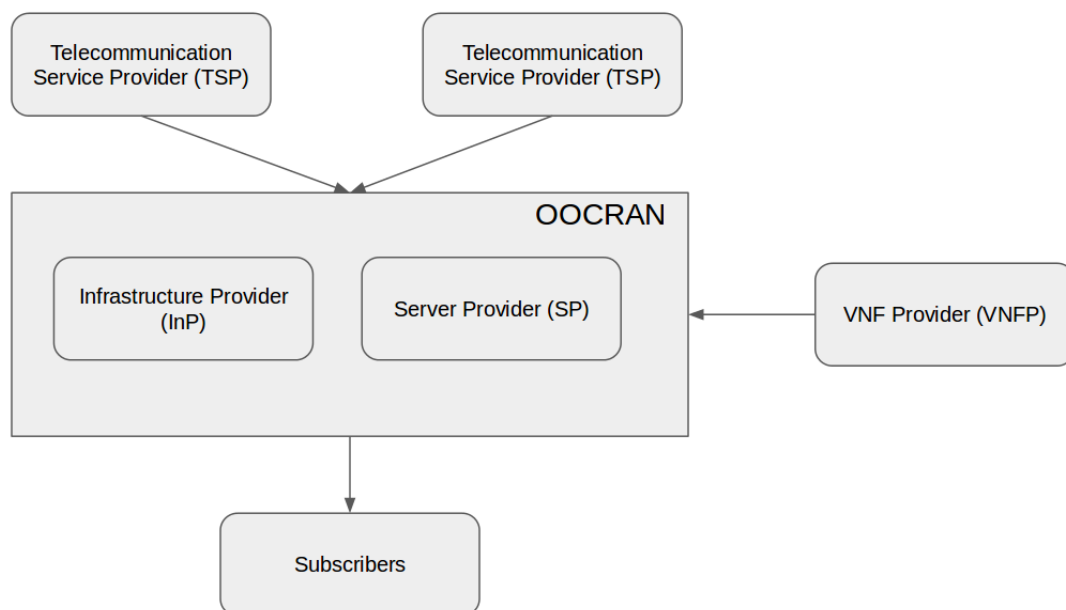 Telecommunication
Service Provider (TSP)
Telecommunication
Service Provider (TSP)
OOCRAN
Infrastructure Provider
(InP)
Server Provider (SP)
VNF Provider (VNFP)
Subscribers